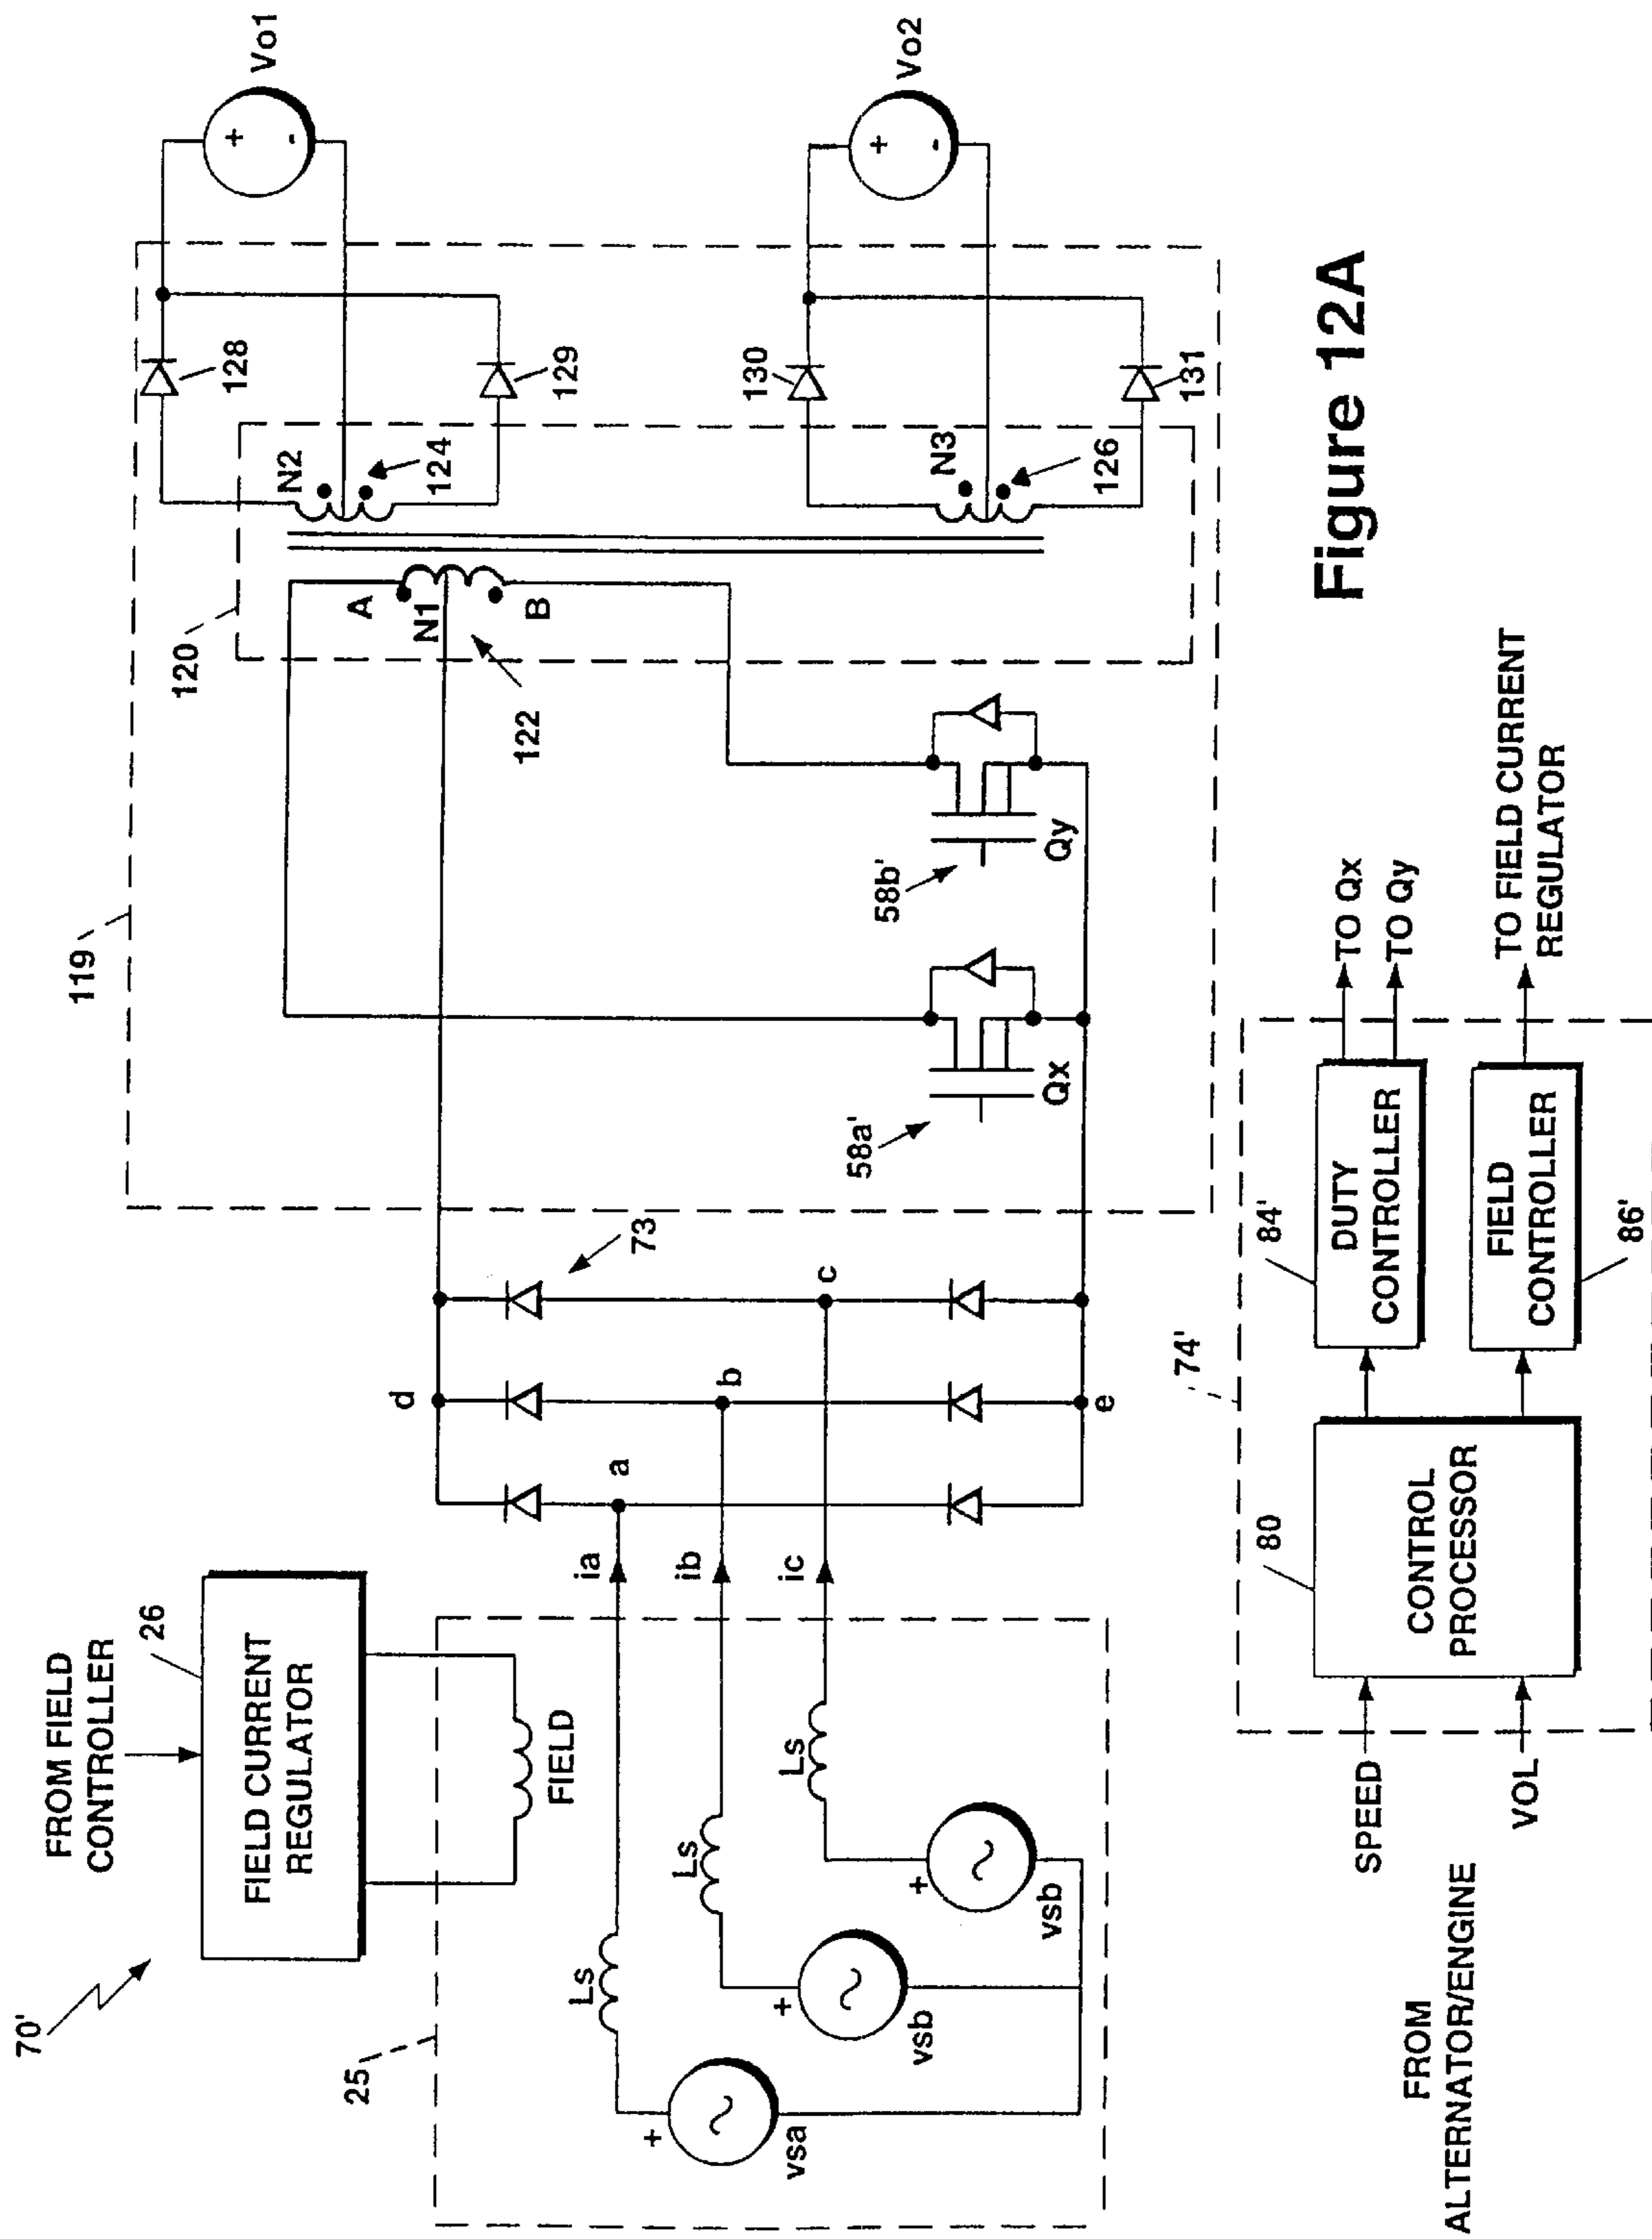 70'
FROM FIELD
CONTROLLER
26
FIELD CURRENT
REGULATOR
FIELD
25
Ls
Ls
Ls
+
+
+
vsa
vsb
vsb
ia
ib
ic
a
b
c
d
e
73
119
120
122
A
N1
B
N2
124
N3
126
128
129
130
131
+
-
Vo1
+
-
Vo2
58a'
Qx
58b'
Qy
74'
FROM
ALTERNATOR/ENGINE
SPEED
VOL
80
CONTROL
PROCESSOR
84'
DUTY
CONTROLLER
FIELD
CONTROLLER
86'
TO Qx
TO Qy
TO FIELD CURRENT
REGULATOR
Figure 12A